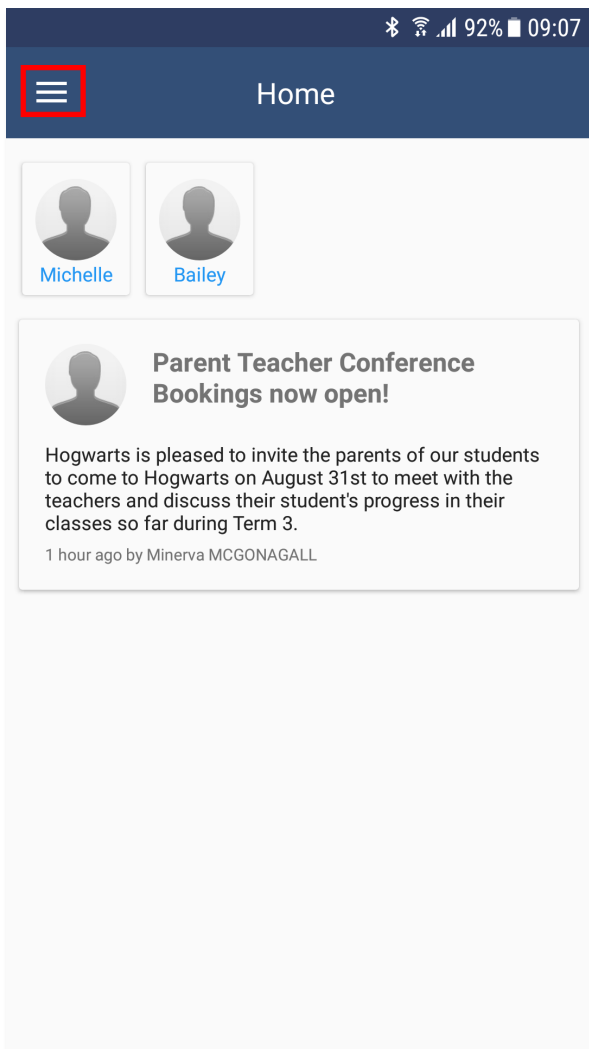 92% 09:07
Home
Michelle Bailey
Parent Teacher Conference
Bookings now open!
Hogwarts is pleased to invite the parents of our students
to come to Hogwarts on August 31st to meet with the
teachers and discuss their student's progress in their
classes so far during Term 3.
1 hour ago by Minerva MCGONAGALL